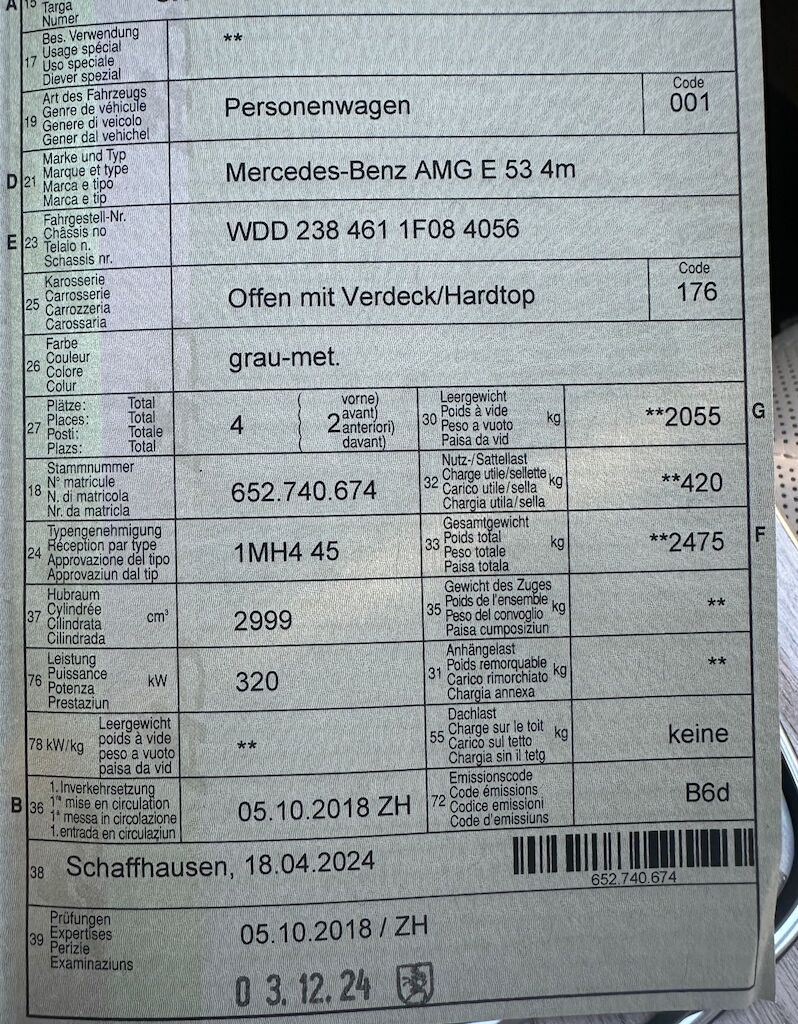 A 15 Targa
Numer
17 Bes. Verwendung
Usage spécial
Uso speciale
Diever spezial
**
19 Art des Fahrzeugs
Genre de véhicule
Genere di veicolo
Gener dal vehichel
Personenwagen
Code
001
D 21 Marke und Typ
Marque et type
Marca e tipo
Marca e tip
Mercedes-Benz AMG E 53 4m
E 23 Fahrgestell-Nr.
Châssis no
Telaio n.
Schassis nr.
WDD 238 461 1F08 4056
25 Karosserie
Carrosserie
Carrozzeria
Carossaria
Offen mit Verdeck/Hardtop
Code
176
26 Farbe
Couleur
Colore
Colur
grau-met.
27 Plätze: Total
Places: Total
Posti: Totale
Plazs: Total
4
2
vorne)
avant)
anteriori)
davant)
30 Leergewicht
Poids à vide
Peso a vuoto
Paisa da vid
kg
**2055
G
18 Stammnummer
N° matricule
N. di matricola
Nr. da matricla
652.740.674
32 Nutz-/Sattellast
Charge utile/sellette
Carico utile/sella
Chargia utila/sella
kg
**420
24 Typengenehmigung
Réception par type
Approvazione del tipo
Approvaziun dal tip
1MH4 45
33 Gesamtgewicht
Poids total
Peso totale
Paisa totala
kg
**2475
F
37 Hubraum
Cylindrée
Cilindrata
Cilindrada
cm³
2999
35 Gewicht des Zuges
Poids de l'ensemble
Peso del convoglio
Paisa cumposiziun
kg
**
76 Leistung
Puissance
Potenza
Prestaziun
kW
320
31 Anhängelast
Poids remorquable
Carico rimorchiato
Chargia annexa
kg
**
78 kW/kg
Leergewicht
poids à vide
peso a vuoto
paisa da vid
**
55 Dachlast
Charge sur le toit
Carico sul tetto
Chargia sin il tetg
kg
keine
B 36 1. Inverkehrsetzung
1re mise en circulation
1a messa in circolazione
1. entrada en circulaziun
05.10.2018 ZH
72 Emissionscode
Code émissions
Codice emissioni
Code d'emissiuns
B6d
38 Schaffhausen, 18.04.2024
652.740.674
39 Prüfungen
Expertises
Perizie
Examinaziuns
05.10.2018 / ZH
0 3. 12. 24